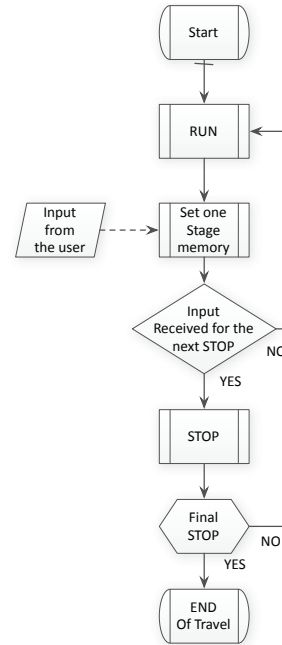 Start
RUN
Input
from
the user
Set one
Stage
memory
Input
Received for the
next STOP
NO
YES
STOP
Final
STOP
NO
YES
END
Of Travel